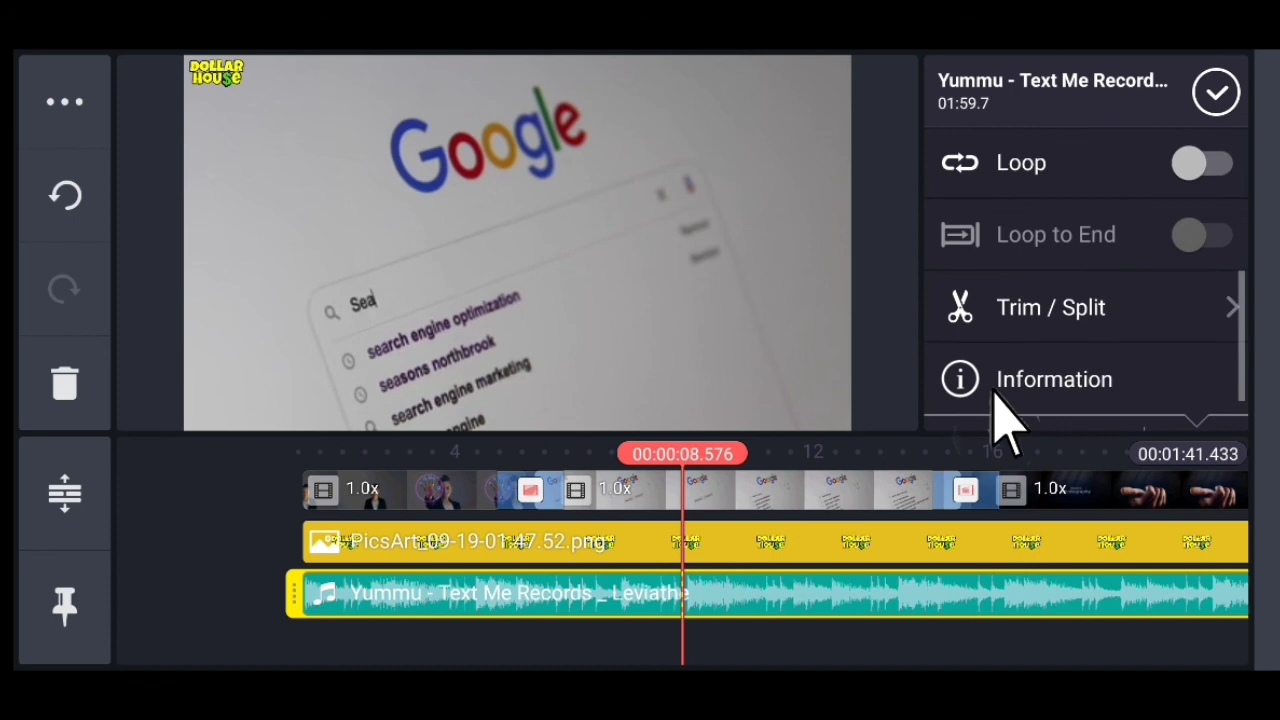 DOLLAR
HOU$E
Google
Sea
search engine optimization
seasons northbrook
search engine marketing
engine
Yummu - Text Me Record...
01:59.7
Loop
Loop to End
Trim / Split
Information
4
00:00:08.576
12
16
00:01:41.433
1.0x
1.0x
1.0x
PicsArt_09-19-01.47.52.png
Yummu - Text Me Records _ Leviathe